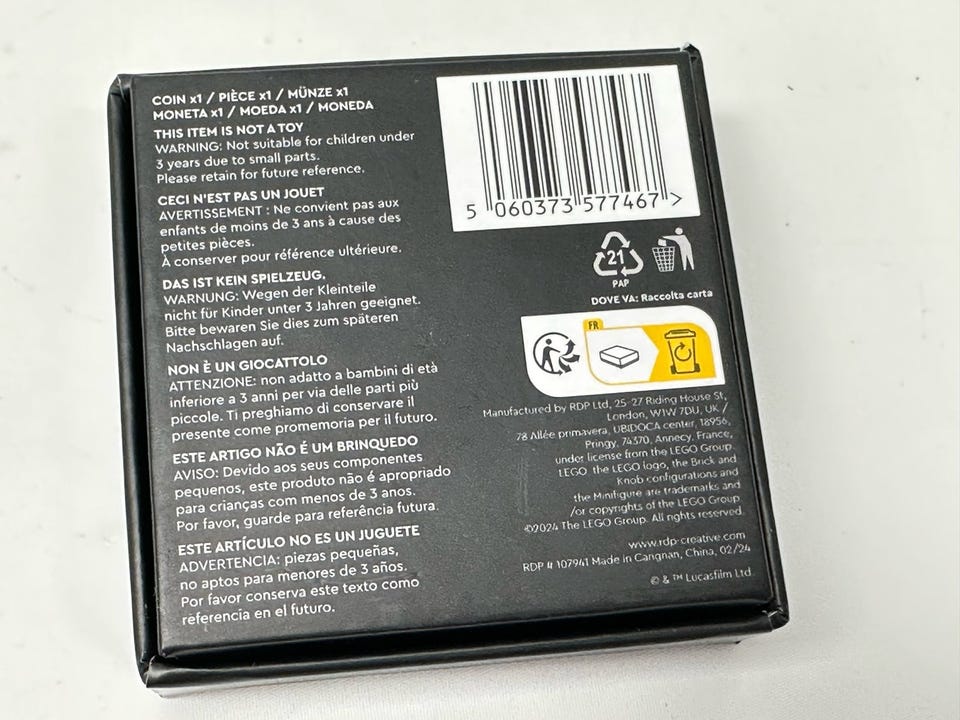 COIN x1 / PIÈCE x1 / MÜNZE x1
MONETA x1 / MOEDA x1 / MONEDA
THIS ITEM IS NOT A TOY
WARNING: Not suitable for children under
3 years due to small parts.
Please retain for future reference.
CECI N'EST PAS UN JOUET
AVERTISSEMENT : Ne convient pas aux
enfants de moins de 3 ans à cause des
petites pièces.
À conserver pour référence ultérieure.
DAS IST KEIN SPIELZEUG.
WARNUNG: Wegen der Kleinteile
nicht für Kinder unter 3 Jahren geeignet.
Bitte bewaren Sie dies zum späteren
Nachschlagen auf.
NON È UN GIOCATTOLO
ATTENZIONE: non adatto a bambini di età
inferiore a 3 anni per via delle parti più
piccole. Ti preghiamo di conservare il
presente come promemoria per il futuro.
ESTE ARTIGO NÃO É UM BRINQUEDO
AVISO: Devido aos seus componentes
pequenos, este produto não é apropriado
para crianças com menos de 3 anos.
Por favor, guarde para referência futura.
ESTE ARTÍCULO NO ES UN JUGUETE
ADVERTENCIA: piezas pequeñas,
no aptos para menores de 3 años.
Por favor conserva este texto como
referencia en el futuro.
5 060373 577467 >
21
PAP
DOVE VA: Raccolta carta
FR
Manufactured by RDP Ltd, 25-27 Riding House St,
London, W1W 7DU, UK /
78 Allée primavera, UBIDOCA center, 18956,
Pringy, 74370, Annecy, France,
under license from the LEGO Group.
LEGO the LEGO logo, the Brick and
Knob configurations and
the Minifigure are trademarks and
/or copyrights of the LEGO Group.
©2024 The LEGO Group. All rights reserved.
www.rdp-creative.com
RDP # 107941 Made in Cangnan, China, 02/24
© & ™ Lucasfilm Ltd.